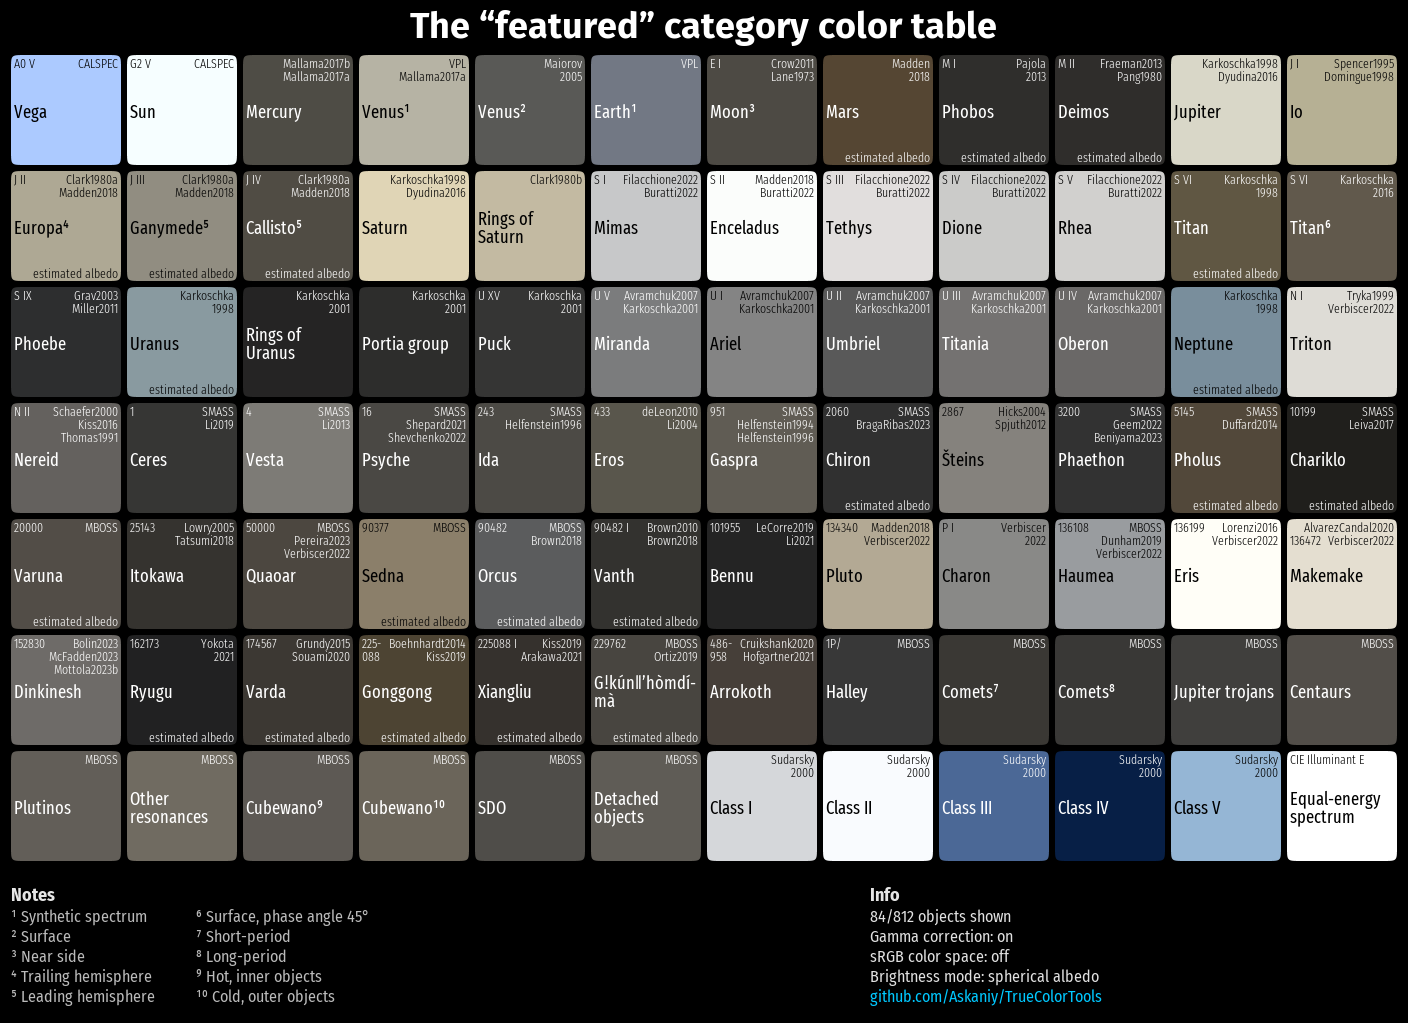 The “featured” category color table
A0 V CALSPEC
Vega
G2 V CALSPEC
Sun
Mallama2017b
Mallama2017a
Mercury
VPL
Mallama2017a
Venus¹
Maiorov
2005
Venus²
VPL
Earth¹
E I Crow2011
Lane1973
Moon³
Madden
2018
Mars
estimated albedo
M I Pajola
2013
Phobos
estimated albedo
M II Fraeman2013
Pang1980
Deimos
estimated albedo
Karkoschka1998
Dyudina2016
Jupiter
J I Spencer1995
Domingue1998
Io
J II Clark1980a
Madden2018
Europa⁴
estimated albedo
J III Clark1980a
Madden2018
Ganymede⁵
estimated albedo
J IV Clark1980a
Madden2018
Callisto⁵
estimated albedo
Karkoschka1998
Dyudina2016
Saturn
Clark1980b
Rings of
Saturn
S I Filacchione2022
Buratti2022
Mimas
S II Madden2018
Buratti2022
Enceladus
S III Filacchione2022
Buratti2022
Tethys
S IV Filacchione2022
Buratti2022
Dione
S V Filacchione2022
Buratti2022
Rhea
S VI Karkoschka
1998
Titan
estimated albedo
S VI Karkoschka
2016
Titan⁶
S IX Grav2003
Miller2011
Phoebe
Karkoschka
1998
Uranus
estimated albedo
Karkoschka
2001
Rings of
Uranus
Karkoschka
2001
Portia group
U XV Karkoschka
2001
Puck
U V Avramchuk2007
Karkoschka2001
Miranda
U I Avramchuk2007
Karkoschka2001
Ariel
U II Avramchuk2007
Karkoschka2001
Umbriel
U III Avramchuk2007
Karkoschka2001
Titania
U IV Avramchuk2007
Karkoschka2001
Oberon
Karkoschka
1998
Neptune
estimated albedo
N I Tryka1999
Verbiscer2022
Triton
N II Schaefer2000
Kiss2016
Thomas1991
Nereid
1 SMASS
Li2019
Ceres
4 SMASS
Li2013
Vesta
16 SMASS
Shepard2021
Shevchenko2022
Psyche
243 SMASS
Helfenstein1996
Ida
433 deLeon2010
Li2004
Eros
951 SMASS
Helfenstein1994
Helfenstein1996
Gaspra
2060 SMASS
BragaRibas2023
Chiron
estimated albedo
2867 Hicks2004
Spjuth2012
Šteins
3200 SMASS
Geem2022
Beniyama2023
Phaethon
5145 SMASS
Duffard2014
Pholus
estimated albedo
10199 SMASS
Leiva2017
Chariklo
estimated albedo
20000 MBOSS
Varuna
estimated albedo
25143 Lowry2005
Tatsumi2018
Itokawa
50000 MBOSS
Pereira2023
Verbiscer2022
Quaoar
90377 MBOSS
Sedna
estimated albedo
90482 MBOSS
Brown2018
Orcus
estimated albedo
90482 I Brown2010
Brown2018
Vanth
estimated albedo
101955 LeCorre2019
Li2021
Bennu
134340 Madden2018
Verbiscer2022
Pluto
P I Verbiscer
2022
Charon
136108 MBOSS
Dunham2019
Verbiscer2022
Haumea
136199 Lorenzi2016
Verbiscer2022
Eris
AlvarezCandal2020
136472 Verbiscer2022
Makemake
152830 Bolin2023
McFadden2023
Mottola2023b
Dinkinesh
162173 Yokota
2021
Ryugu
estimated albedo
174567 Grundy2015
Souami2020
Varda
estimated albedo
225- Boehnhardt2014
088 Kiss2019
Gonggong
estimated albedo
225088 I Kiss2019
Arakawa2021
Xiangliu
estimated albedo
229762 MBOSS
Ortiz2019
G!kúnǁʼhòmdí-
mà
estimated albedo
486- Cruikshank2020
958 Hofgartner2021
Arrokoth
1P/ MBOSS
Halley
MBOSS
Comets⁷
MBOSS
Comets⁸
MBOSS
Jupiter trojans
MBOSS
Centaurs
MBOSS
Plutinos
MBOSS
Other
resonances
MBOSS
Cubewano⁹
MBOSS
Cubewano¹⁰
MBOSS
SDO
MBOSS
Detached
objects
Sudarsky
2000
Class I
Sudarsky
2000
Class II
Sudarsky
2000
Class III
Sudarsky
2000
Class IV
Sudarsky
2000
Class V
CIE Illuminant E
Equal-energy
spectrum
Notes
¹ Synthetic spectrum
² Surface
³ Near side
⁴ Trailing hemisphere
⁵ Leading hemisphere
⁶ Surface, phase angle 45°
⁷ Short-period
⁸ Long-period
⁹ Hot, inner objects
¹⁰ Cold, outer objects
Info
84/812 objects shown
Gamma correction: on
sRGB color space: off
Brightness mode: spherical albedo
github.com/Askaniy/TrueColorTools